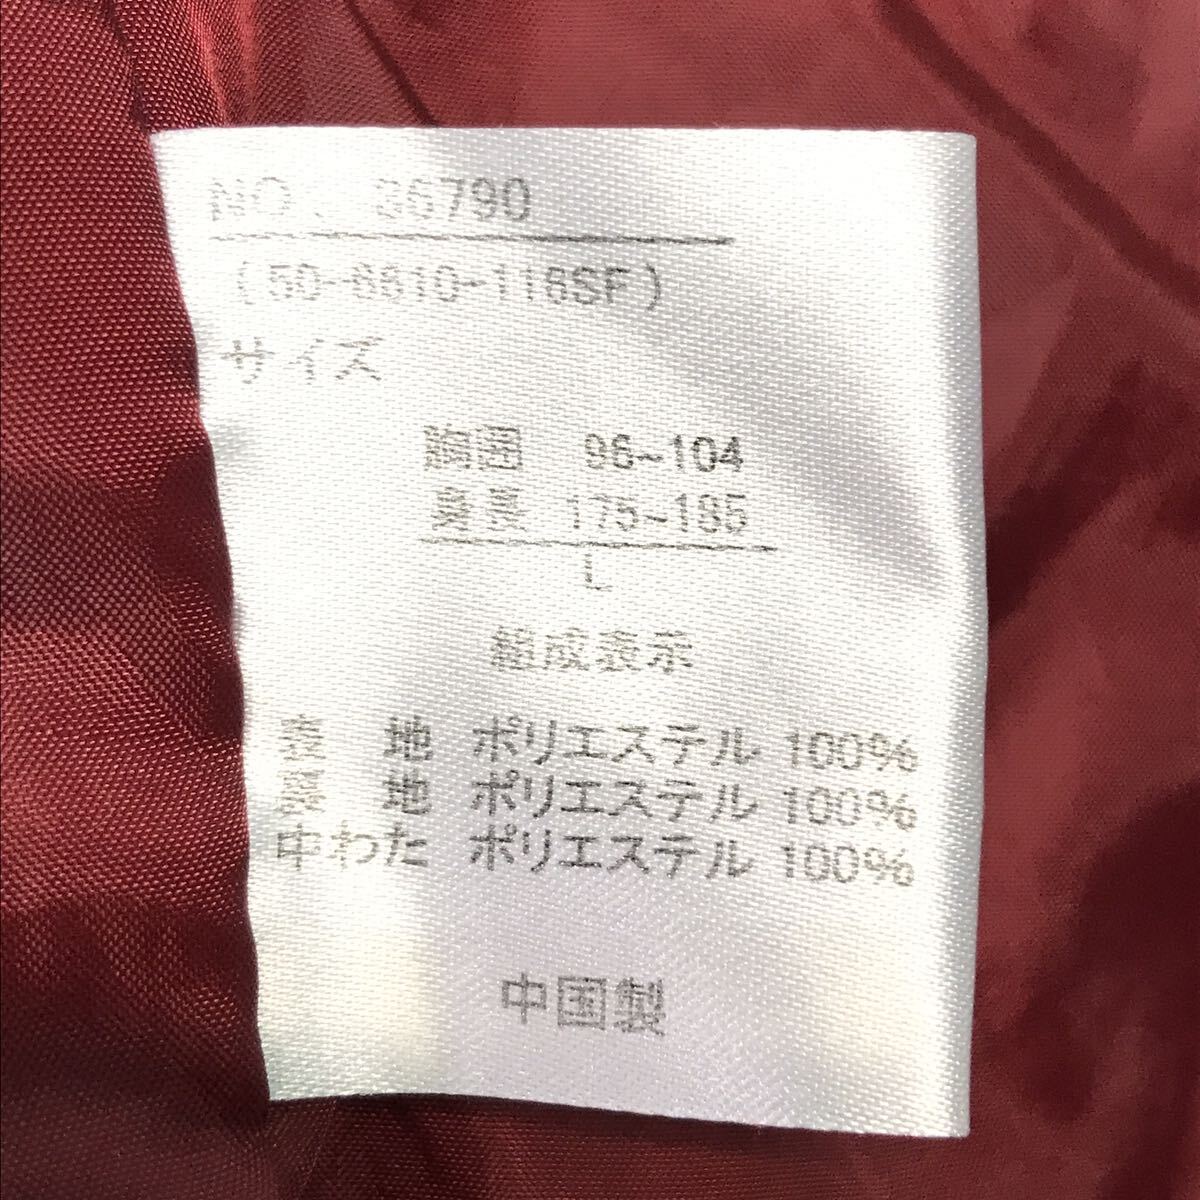 NO. 36790
(50-6610-116SF)
サイズ
胸囲 96~104
身長 175~185
L
組成表示
表 地 ポリエステル 100%
裏 地 ポリエステル 100%
中わた ポリエステル 100%
中国製